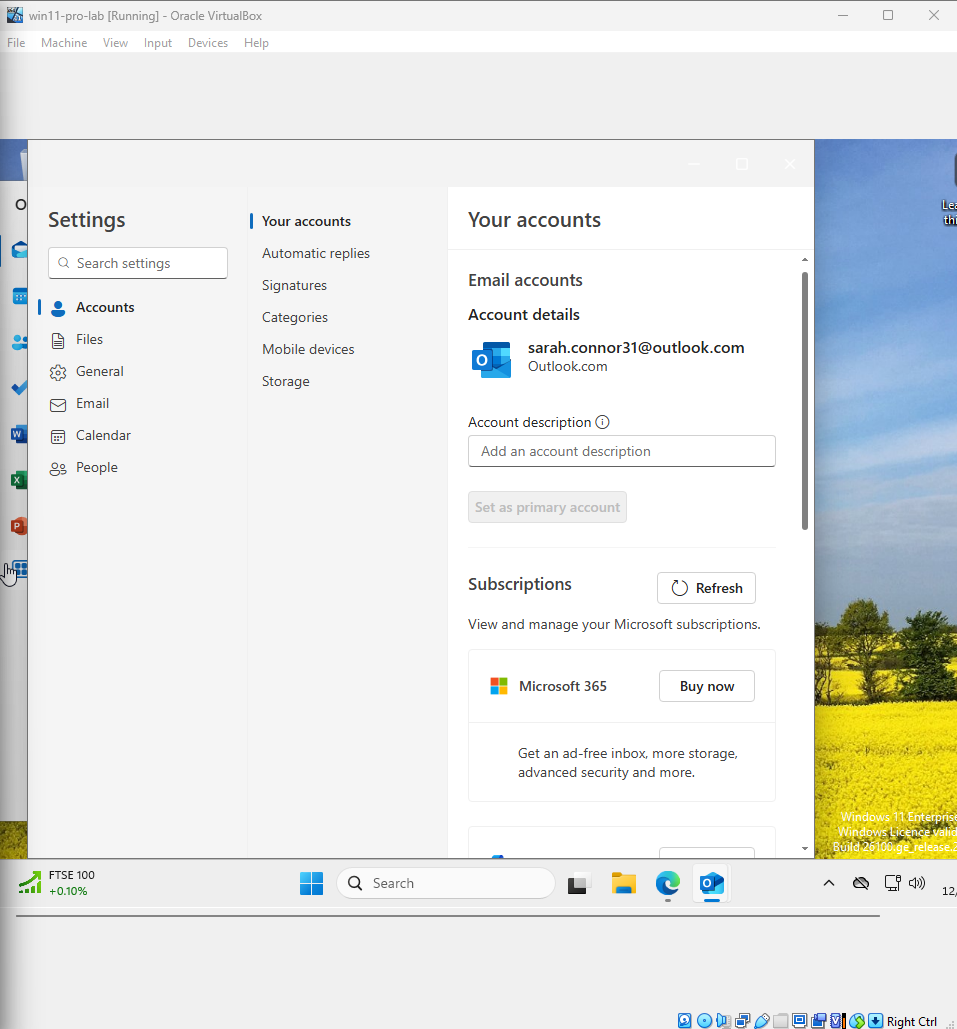 win11-pro-lab [Running] - Oracle VirtualBox
File Machine View Input Devices Help
Settings
Search settings
Accounts
Files
General
Email
Calendar
People
Your accounts
Automatic replies
Signatures
Categories
Mobile devices
Storage
Your accounts
Email accounts
Account details
sarah.connor31@outlook.com
Outlook.com
Account description
Add an account description
Set as primary account
Subscriptions
Refresh
View and manage your Microsoft subscriptions.
Microsoft 365
Buy now
Get an ad-free inbox, more storage,
advanced security and more.
Windows 11 Enterprise
Windows Licence valid
Build 26100.ge_release.2
FTSE 100
+0.10%
Search
12/
Right Ctrl